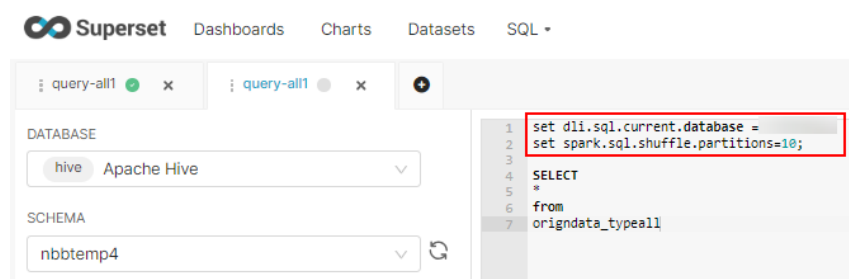 Superset Dashboards Charts Datasets SQL
query-all1 query-all1
DATABASE
hive Apache Hive
SCHEMA
nbbtemp4
1 set dli.sql.current.database =
2 set spark.sql.shuffle.partitions=10;
3
4 SELECT
5 *
6 from
7 origndata_typeall